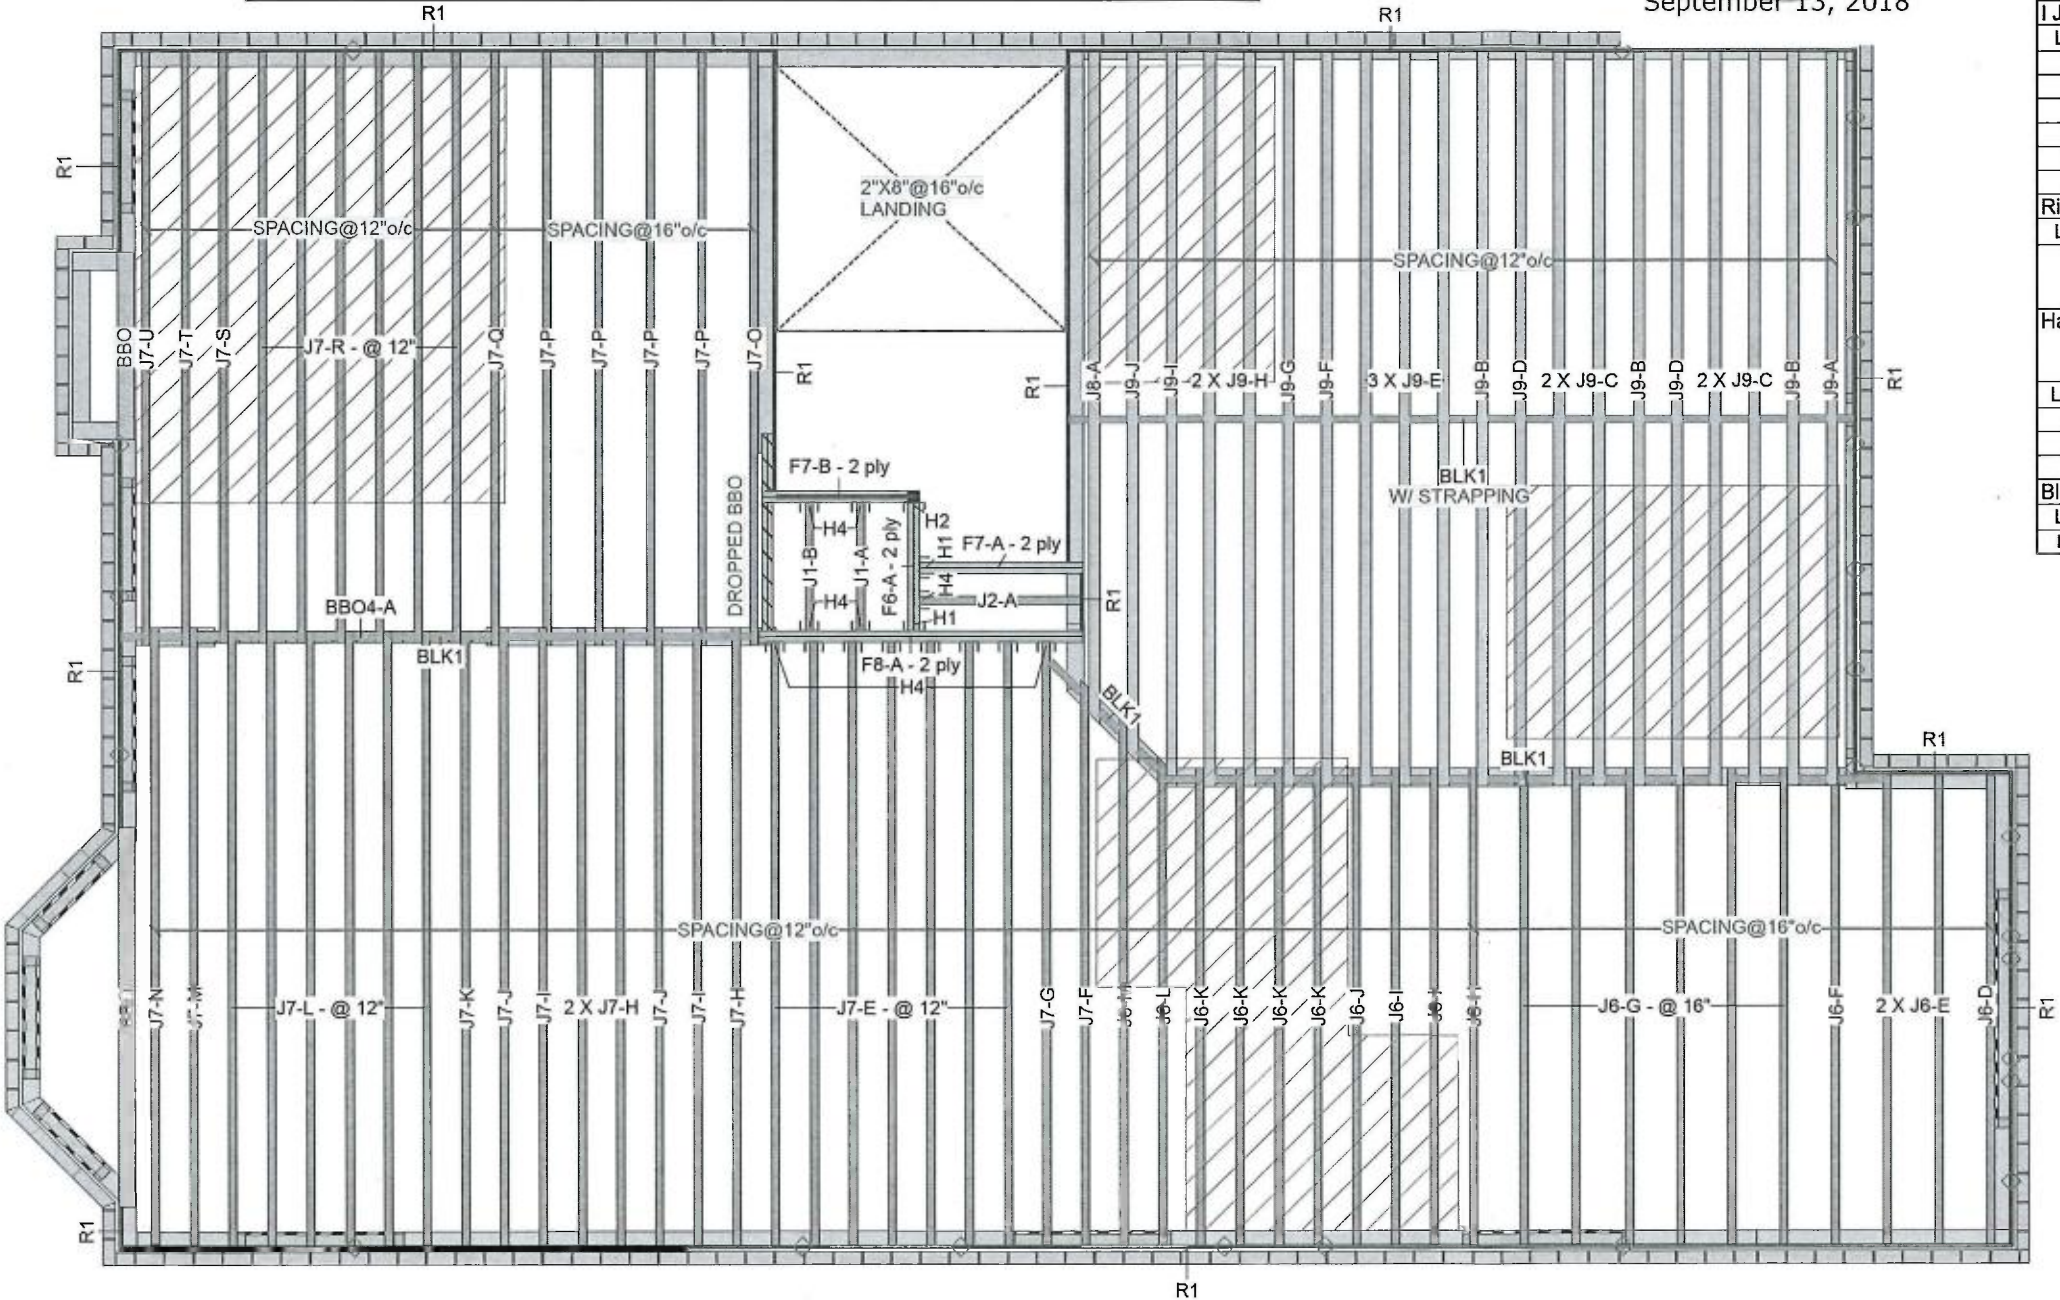 September 13, 2018
R1
R1
R1
2"X8"@16"o/c
LANDING
SPACING@12"o/c
SPACING@16"o/c
SPACING@12"o/c
BBO
J7-U
J7-T
J7-S
J7-R - @ 12"
J7-Q
J7-P
J7-P
J7-P
J7-P
J7-O
R1
R1
J8-A
J9-J
J9-I
2 X J9-H
J9-G
J9-F
3 X J9-E
J9-B
J9-D
2 X J9-C
J9-B
J9-D
2 X J9-C
J9-B
J9-A
R1
F7-B - 2 ply
BLK1
W/ STRAPPING
DROPPED BBO
H4
J1-B
J1-A
F6-A - 2 ply
H2
H1
F7-A - 2 ply
H4
H4
J2-A
H1
R1
BBO4-A
BLK1
F8-A - 2 ply
H4
R1
BLK1
R1
BLK1
SPACING@12"o/c
SPACING@16"o/c
J7-N
J7-M
J7-L - @ 12"
J7-K
J7-J
J7-I
2 X J7-H
J7-J
J7-I
J7-H
J7-E - @ 12"
J7-G
J7-F
J6-L
J6-K
J6-K
J6-K
J6-K
J6-J
J6-I
J6-H
J6-G - @ 16"
J6-F
2 X J6-E
J6-D
R1
R1
R1